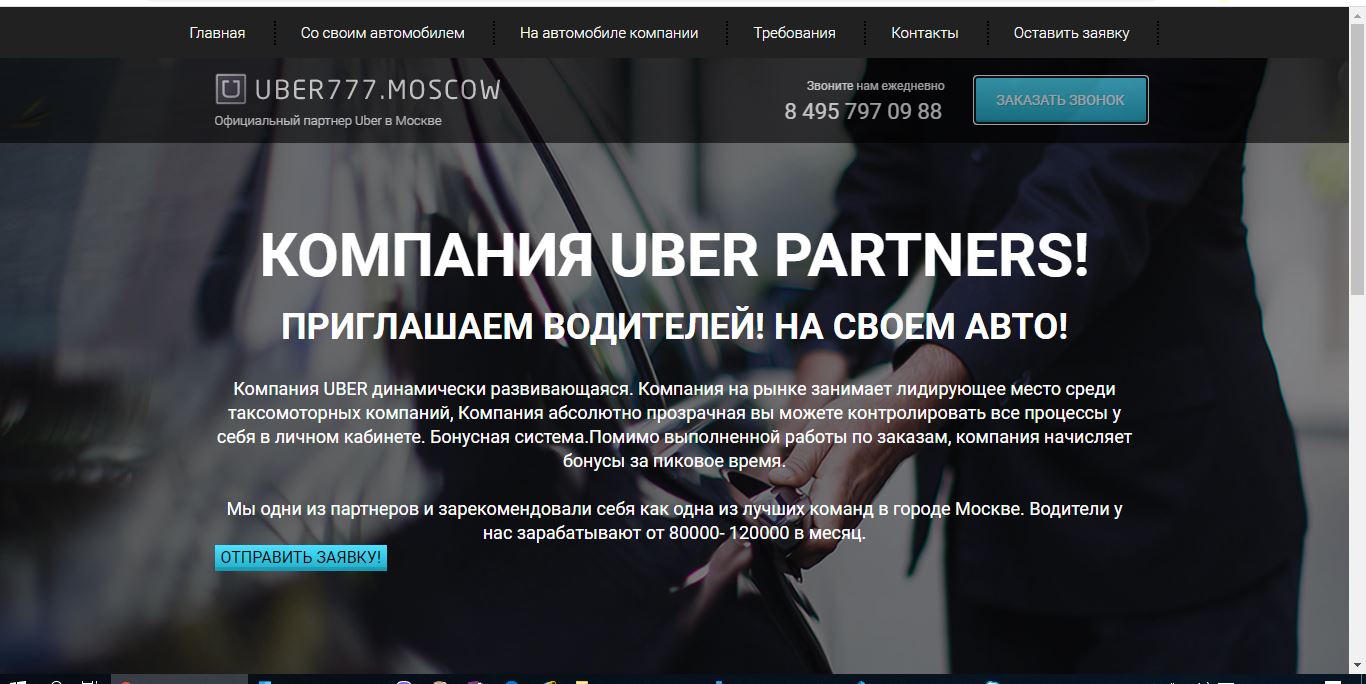 Главная
Со своим автомобилем
На автомобиле компании
Требования
Контакты
Оставить заявку
UBER777.MOSCOW
Официальный партнер Uber в Москве
Звоните нам ежедневно
8 495 797 09 88
ЗАКАЗАТЬ ЗВОНОК
КОМПАНИЯ UBER PARTNERS!
ПРИГЛАШАЕМ ВОДИТЕЛЕЙ! НА СВОЕМ АВТО!
Компания UBER динамически развивающаяся. Компания на рынке занимает лидирующее место среди
таксомоторных компаний, Компания абсолютно прозрачная вы можете контролировать все процессы у
себя в личном кабинете. Бонусная система.Помимо выполненной работы по заказам, компания начисляет
бонусы за пиковое время.
Мы одни из партнеров и зарекомендовали себя как одна из лучших команд в городе Москве. Водители у
нас зарабатывают от 80000- 120000 в месяц.
ОТПРАВИТЬ ЗАЯВКУ!